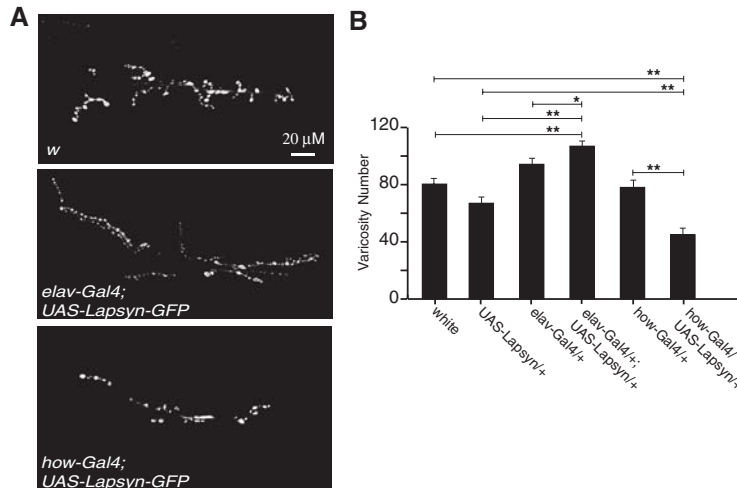 A
w
20 µM
elav-Gal4;
UAS-Lapsyn-GFP
how-Gal4;
UAS-Lapsyn-GFP
B
**
**
*
**
**
**
120
80
40
0
Varicosity Number
white
UAS-Lapsyn/+
elav-Gal4/+
elav-Gal4/+;
UAS-Lapsyn/+
how-Gal4/+
how-Gal4/
UAS-Lapsyn/+